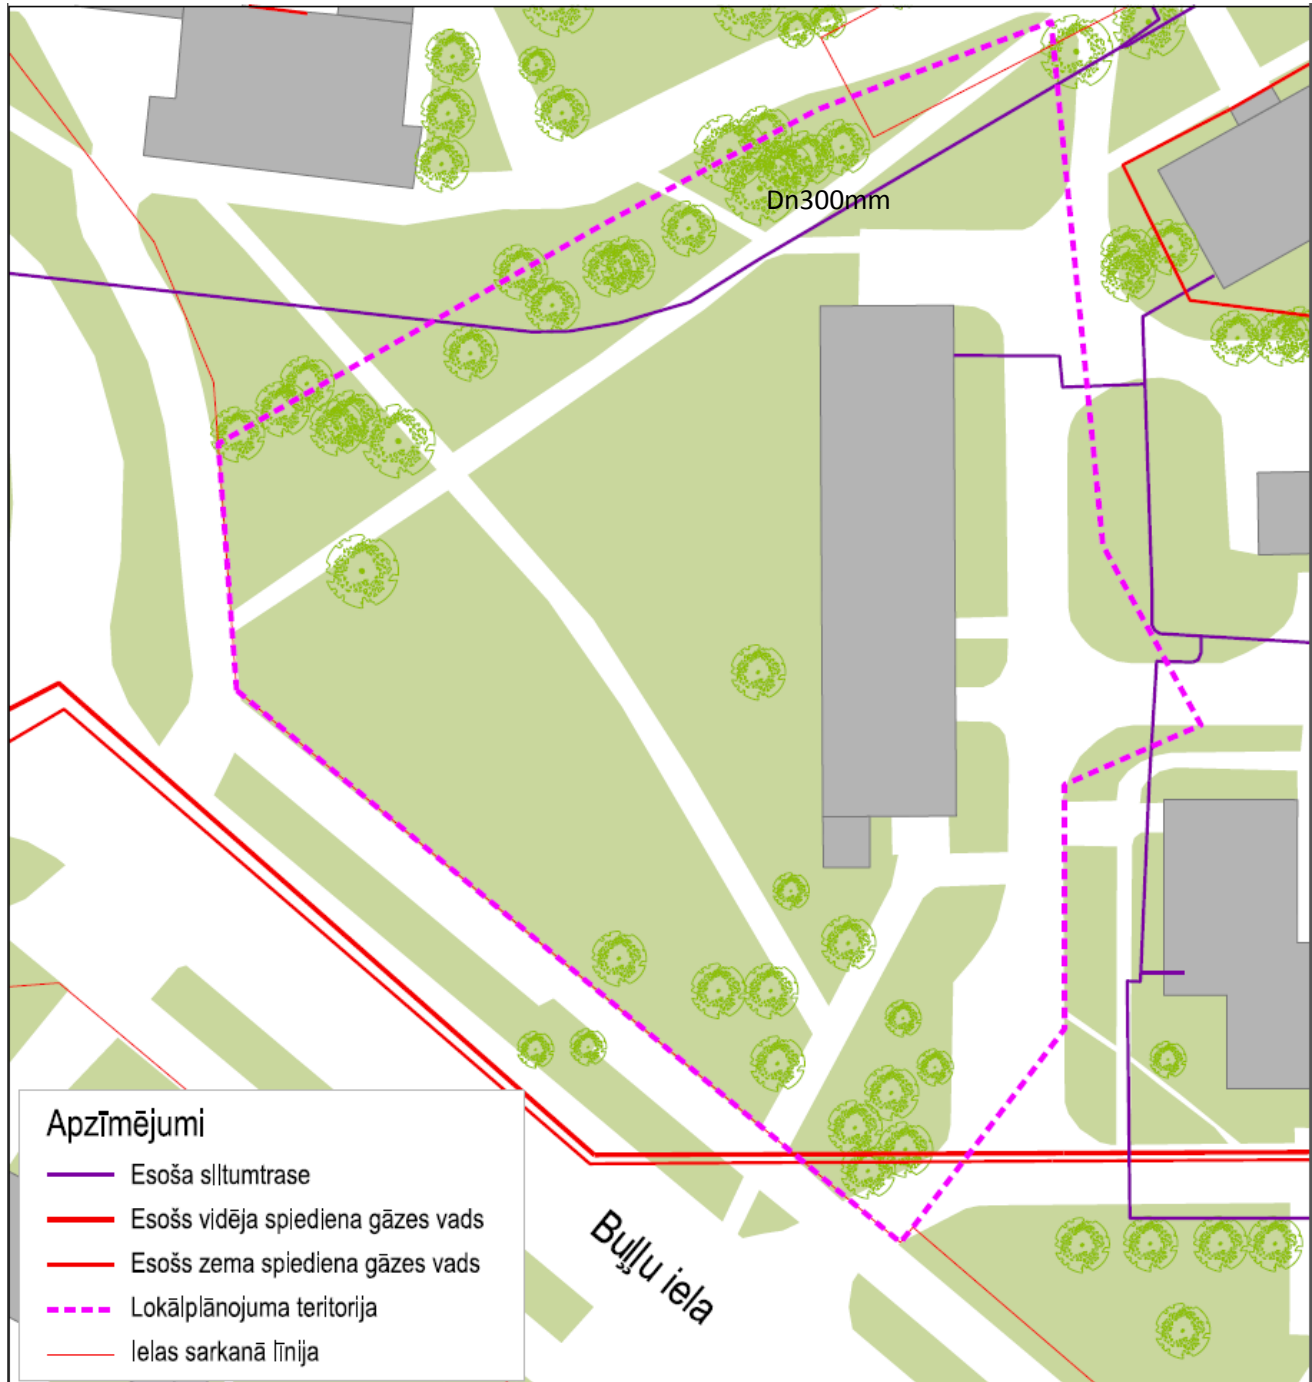 Dn300mm
Buļļu iela
Apzīmējumi
Esoša siltumtrase
Esošs vidēja spiediena gāzes vads
Esošs zema spiediena gāzes vads
Lokālplānojuma teritorija
Ielas sarkanā līnija